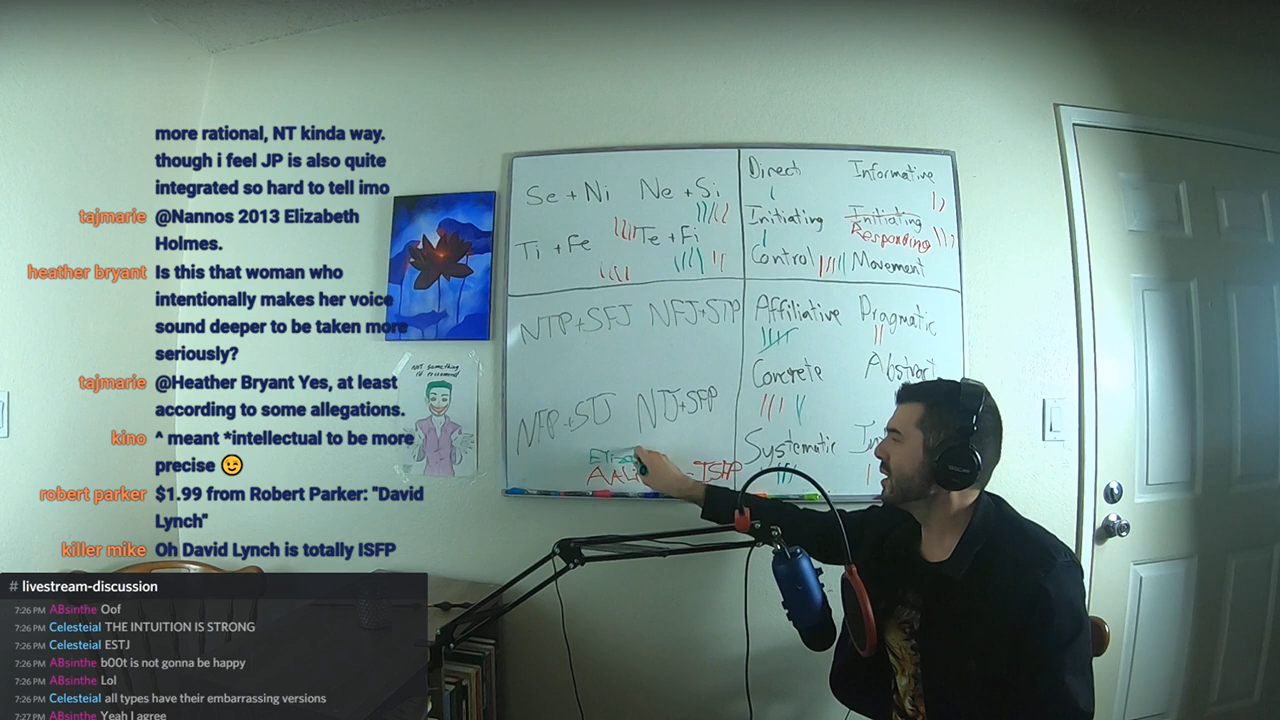 more rational, NT kinda way.
though i feel JP is also quite
integrated so hard to tell imo
tajmarie @Nannos 2013 Elizabeth
Holmes.
heather bryant Is this that woman who
intentionally makes her voice
sound deeper to be taken more
seriously?
tajmarie @Heather Bryant Yes, at least
according to some allegations.
kino ^ meant *intellectual to be more
precise 😉
robert parker $1.99 from Robert Parker: "David
Lynch"
killer mike Oh David Lynch is totally ISFP
# livestream-discussion
7:26 PM ABsinthe Oof
7:26 PM Celesteial THE INTUITION IS STRONG
7:26 PM Celesteial ESTJ
7:26 PM ABsinthe b00t is not gonna be happy
7:26 PM ABsinthe Lol
7:26 PM Celesteial all types have their embarrassing versions
7:27 PM ABsinthe Yeah I agree
NOT something
I'd recommend
Se + Ni Ne + Si
Ti + Fe Te + Fi
NTP + SFJ NFJ + STP
NFP + STJ NTJ + SFP
Direct Informative
Initiating Initiating
Responding
Control Movement
Affiliative Pragmatic
Concrete Abstract
Systematic
TASCAM